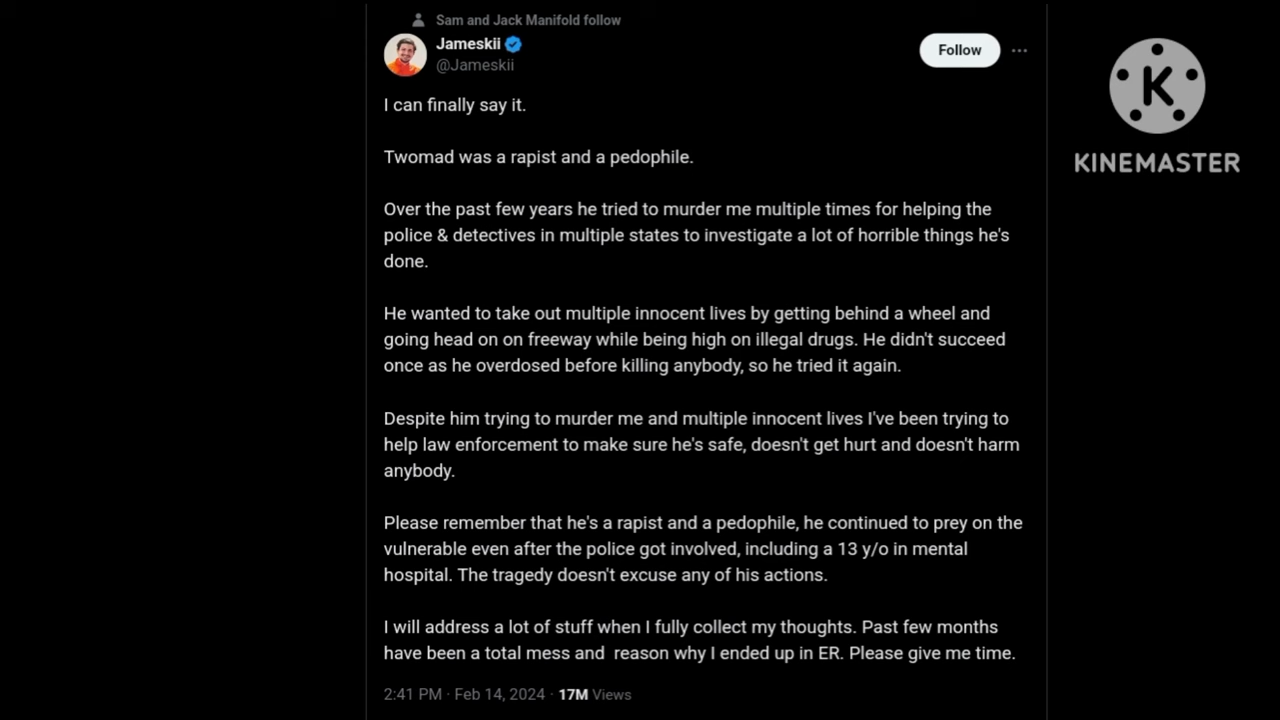 Sam and Jack Manifold follow
Jameskii
@Jameskii
Follow
I can finally say it.
Twomad was a rapist and a pedophile.
Over the past few years he tried to murder me multiple times for helping the
police & detectives in multiple states to investigate a lot of horrible things he's
done.
He wanted to take out multiple innocent lives by getting behind a wheel and
going head on on freeway while being high on illegal drugs. He didn't succeed
once as he overdosed before killing anybody, so he tried it again.
Despite him trying to murder me and multiple innocent lives I've been trying to
help law enforcement to make sure he's safe, doesn't get hurt and doesn't harm
anybody.
Please remember that he's a rapist and a pedophile, he continued to prey on the
vulnerable even after the police got involved, including a 13 y/o in mental
hospital. The tragedy doesn't excuse any of his actions.
I will address a lot of stuff when I fully collect my thoughts. Past few months
have been a total mess and  reason why I ended up in ER. Please give me time.
2:41 PM · Feb 14, 2024 · 17M Views
K
KINEMASTER